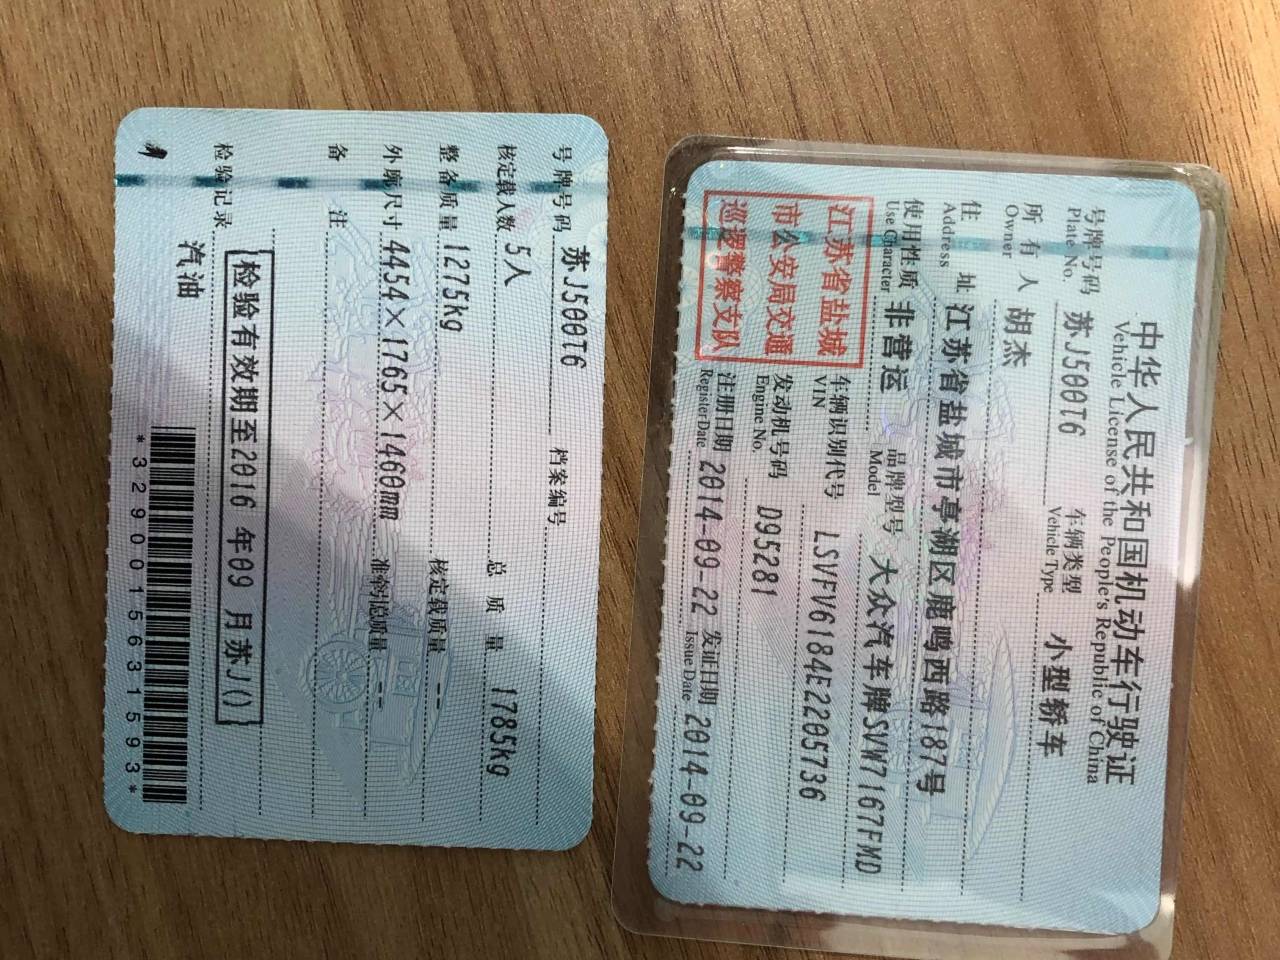 中华人民共和国机动车行驶证
Vehicle License of the People's Republic of China
号牌号码 苏J500T6 车辆类型 小型轿车
Plate No. Vehicle Type
所有人 胡杰
Owner
住址 江苏省盐城市亭湖区鹿鸣西路187号
Address
使用性质 非营运 品牌型号 大众汽车牌SVW7167FMD
Use Character Model
江苏省盐城
市公安局交通
巡逻警察支队
车辆识别代号 LSVFV6184E2205736
VIN
发动机号码 D95281
Engine No.
注册日期 2014-09-22 发证日期 2014-09-22
Register Date Issue Date
号牌号码 苏J500T6 档案编号
核定载人数 5人 总质量 1785kg
整备质量 1275kg 核定载质量 --
外廓尺寸 4454×1765×1460mm 准牵引总质量 --
备注
检验记录 【检验有效期至2016 年09 月苏J()】
汽油
*3290015631593*